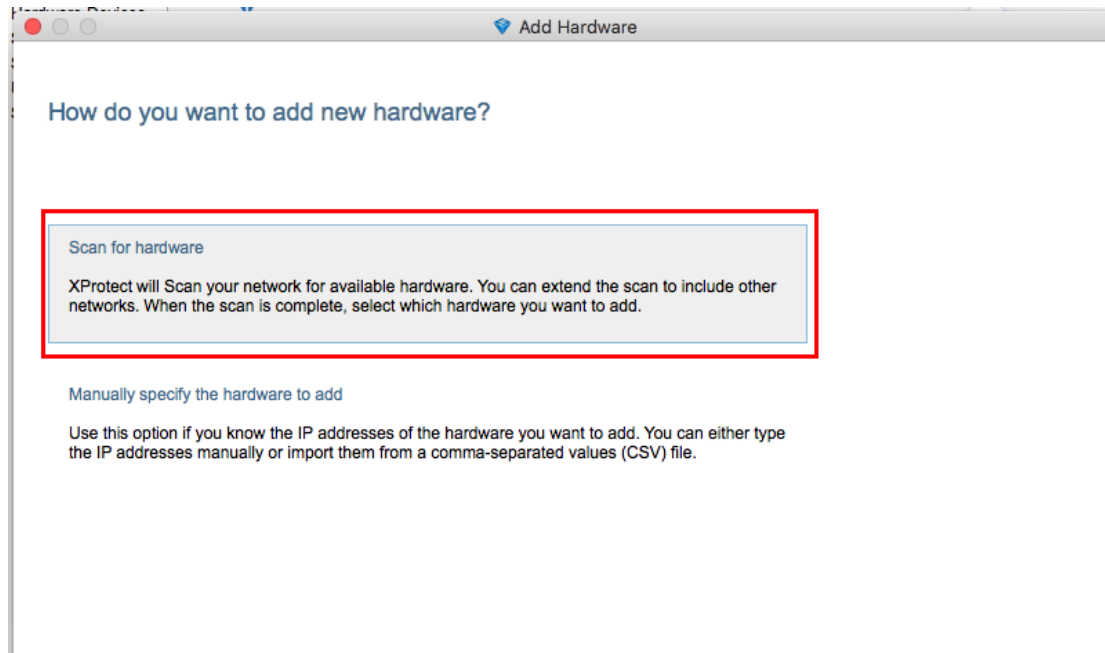 Hardware Devices
Add Hardware
How do you want to add new hardware?
Scan for hardware
XProtect will Scan your network for available hardware. You can extend the scan to include other
networks. When the scan is complete, select which hardware you want to add.
Manually specify the hardware to add
Use this option if you know the IP addresses of the hardware you want to add. You can either type
the IP addresses manually or import them from a comma-separated values (CSV) file.